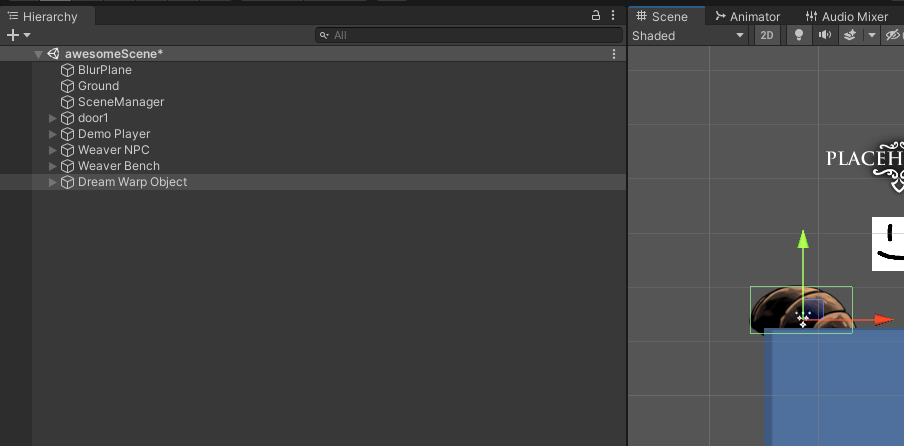 Hierarchy
All
awesomeScene*
BlurPlane
Ground
SceneManager
door1
Demo Player
Weaver NPC
Weaver Bench
Dream Warp Object
Scene
Animator
Audio Mixer
Shaded
2D
PLACEH